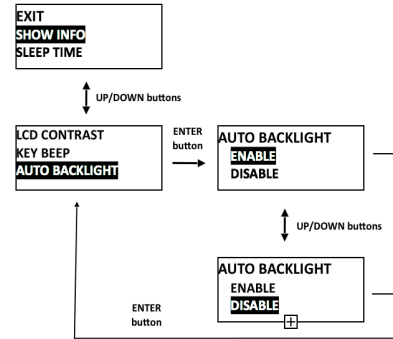 EXIT
SHOW INFO
SLEEP TIME
UP/DOWN buttons
LCD CONTRAST
KEY BEEP
AUTO BACKLIGHT
ENTER
button
AUTO BACKLIGHT
ENABLE
DISABLE
UP/DOWN buttons
AUTO BACKLIGHT
ENABLE
DISABLE
ENTER
button